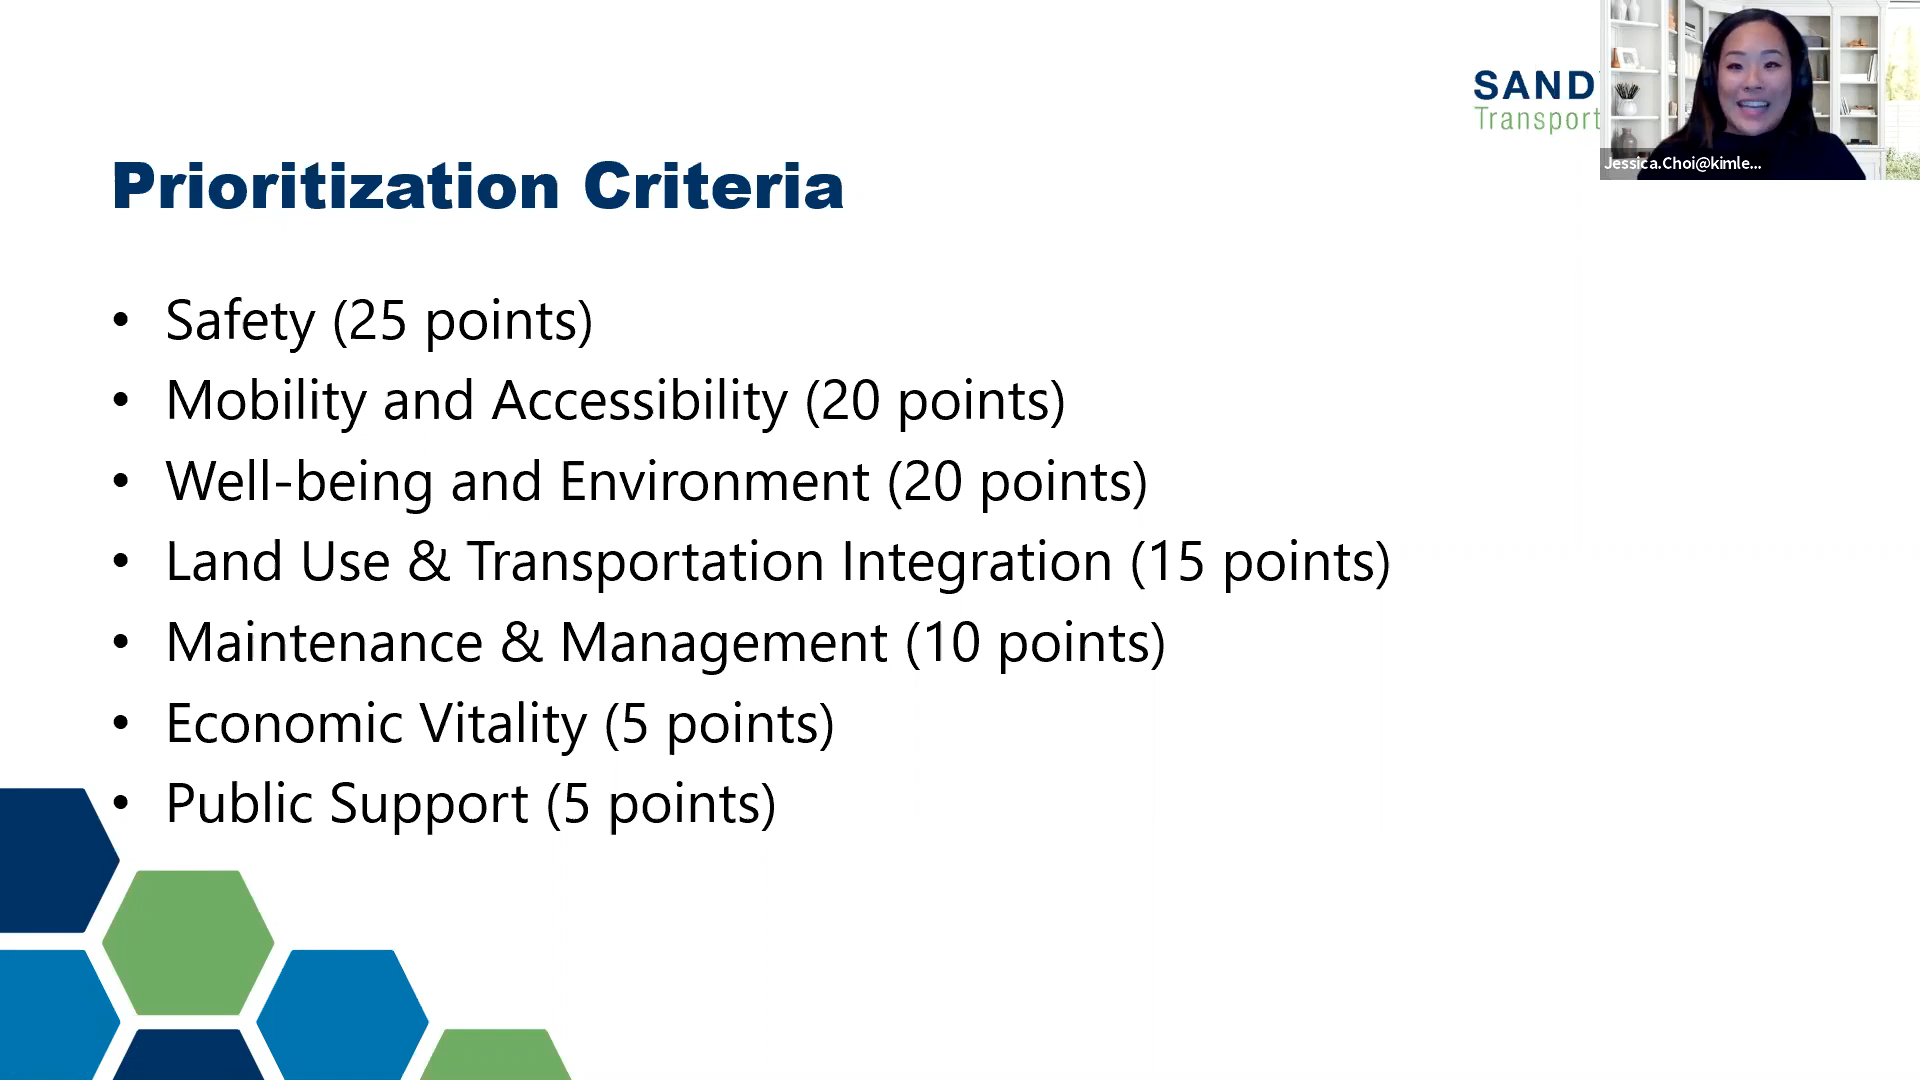 SAND
Transport
Jessica.Choi@kimle...
Prioritization Criteria
• Safety (25 points)
• Mobility and Accessibility (20 points)
• Well-being and Environment (20 points)
• Land Use & Transportation Integration (15 points)
• Maintenance & Management (10 points)
• Economic Vitality (5 points)
• Public Support (5 points)